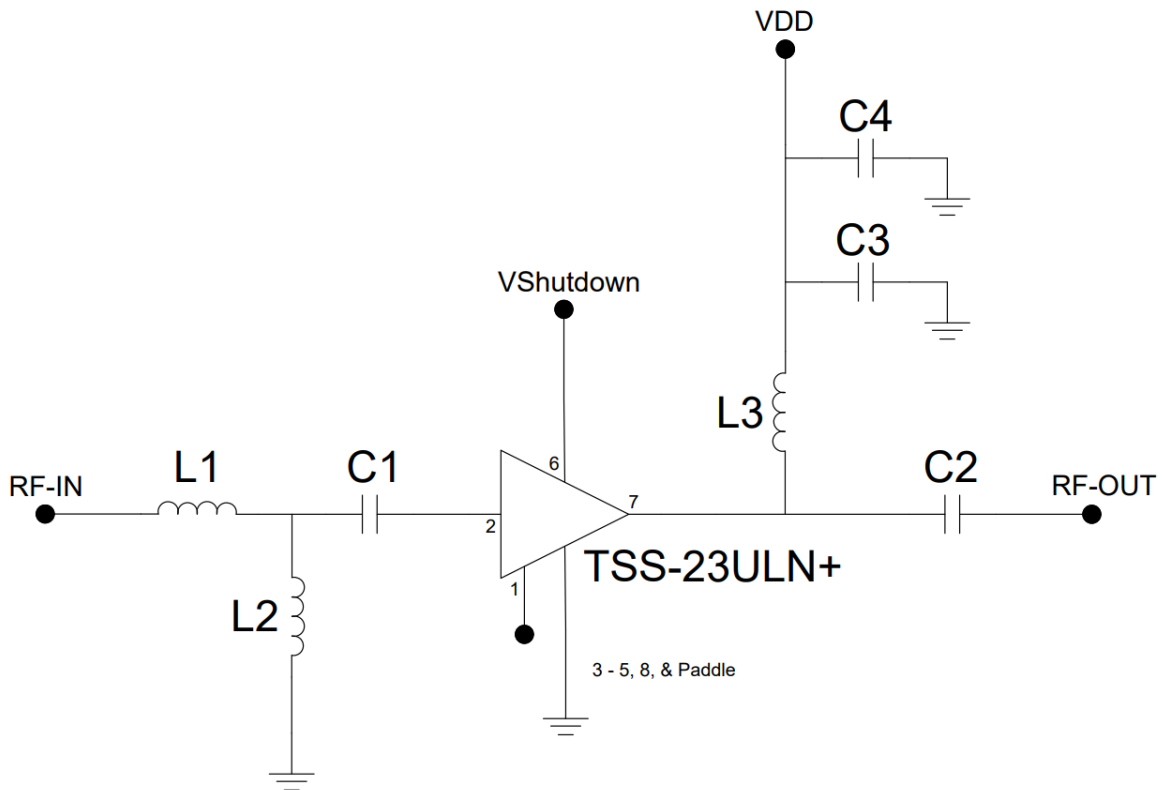 VDD
C4
C3
VShutdown
L3
L1
C1
C2
RF-IN
RF-OUT
6
7
2
TSS-23ULN+
1
L2
3 - 5, 8, & Paddle